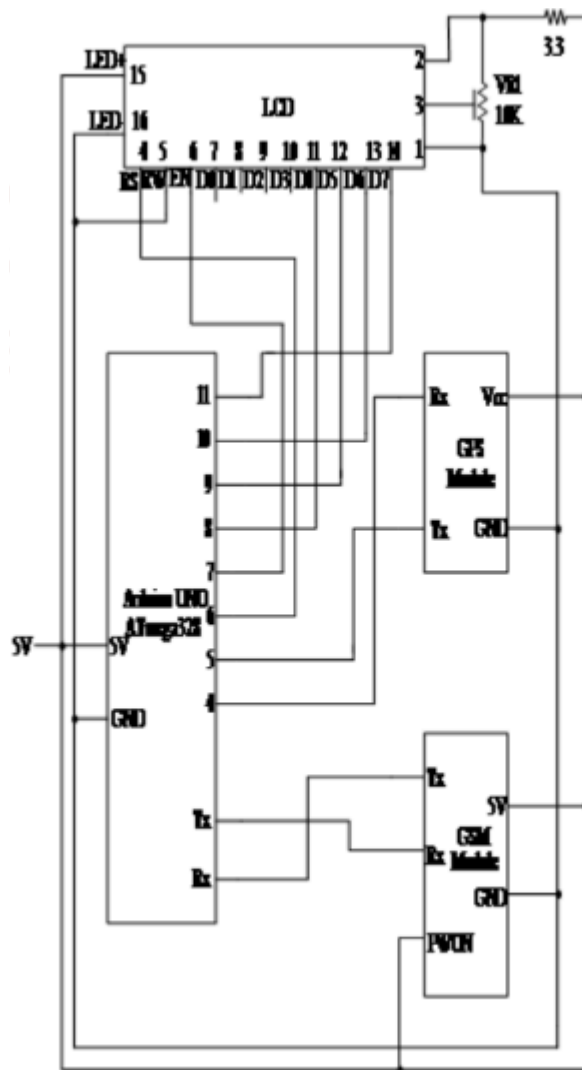 LED+
15
2
3.3
LCD
3
VR1
10K
LED-
16
1
4 5 6 7 8 9 10 11 12 13 14
RS RW EN D0 D1 D2 D3 D4 D5 D6 D7
11
10
9
8
7
6
5
4
Arduino UNO
ATmega328
5V
5V
GND
Tx
Rx
Rx
Vcc
GPS
Module
Tx
GND
Tx
5V
GSM
Module
Rx
GND
PWON